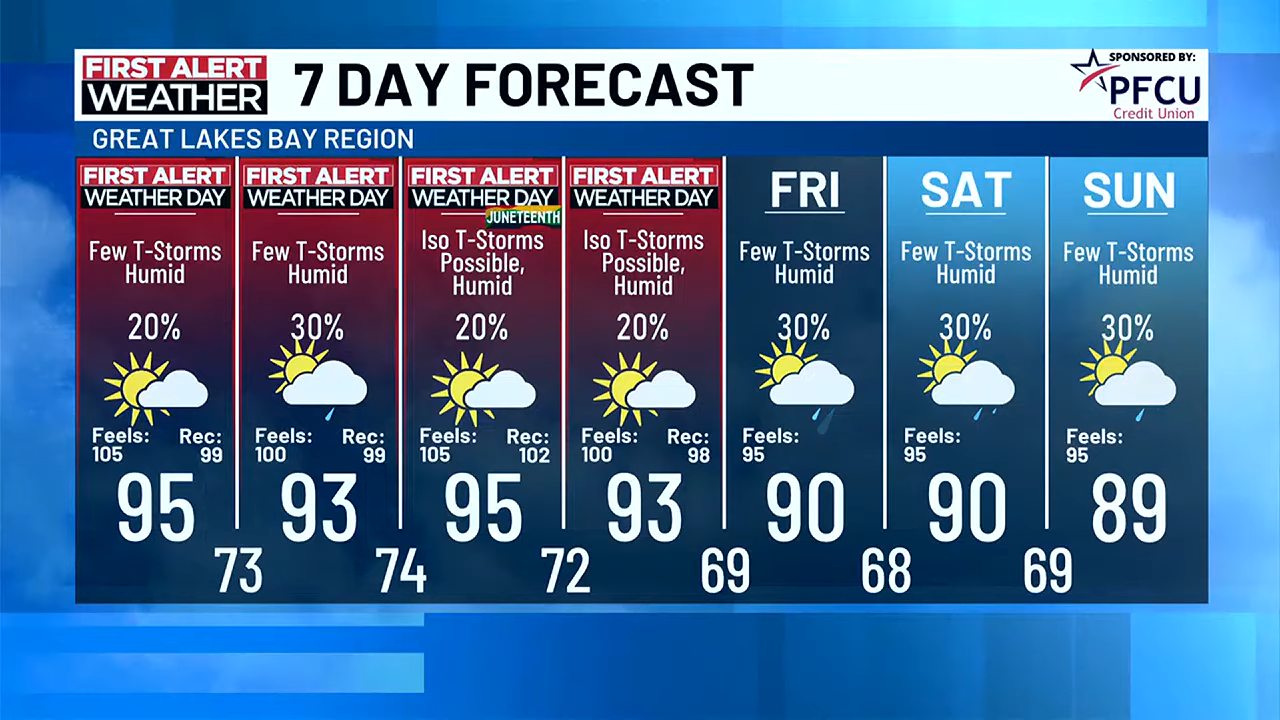 FIRST ALERT
WEATHER
7 DAY FORECAST
SPONSORED BY:
PFCU
Credit Union
GREAT LAKES BAY REGION
FIRST ALERT
WEATHER DAY
Few T-Storms
Humid
20%
Feels:
105
Rec:
99
95
73
FIRST ALERT
WEATHER DAY
Few T-Storms
Humid
30%
Feels:
100
Rec:
99
93
74
FIRST ALERT
WEATHER DAY
JUNETEENTH
Iso T-Storms
Possible,
Humid
20%
Feels:
105
Rec:
102
95
72
FIRST ALERT
WEATHER DAY
Iso T-Storms
Possible,
Humid
20%
Feels:
100
Rec:
98
93
69
FRI
Few T-Storms
Humid
30%
Feels:
95
90
68
SAT
Few T-Storms
Humid
30%
Feels:
95
90
69
SUN
Few T-Storms
Humid
30%
Feels:
95
89